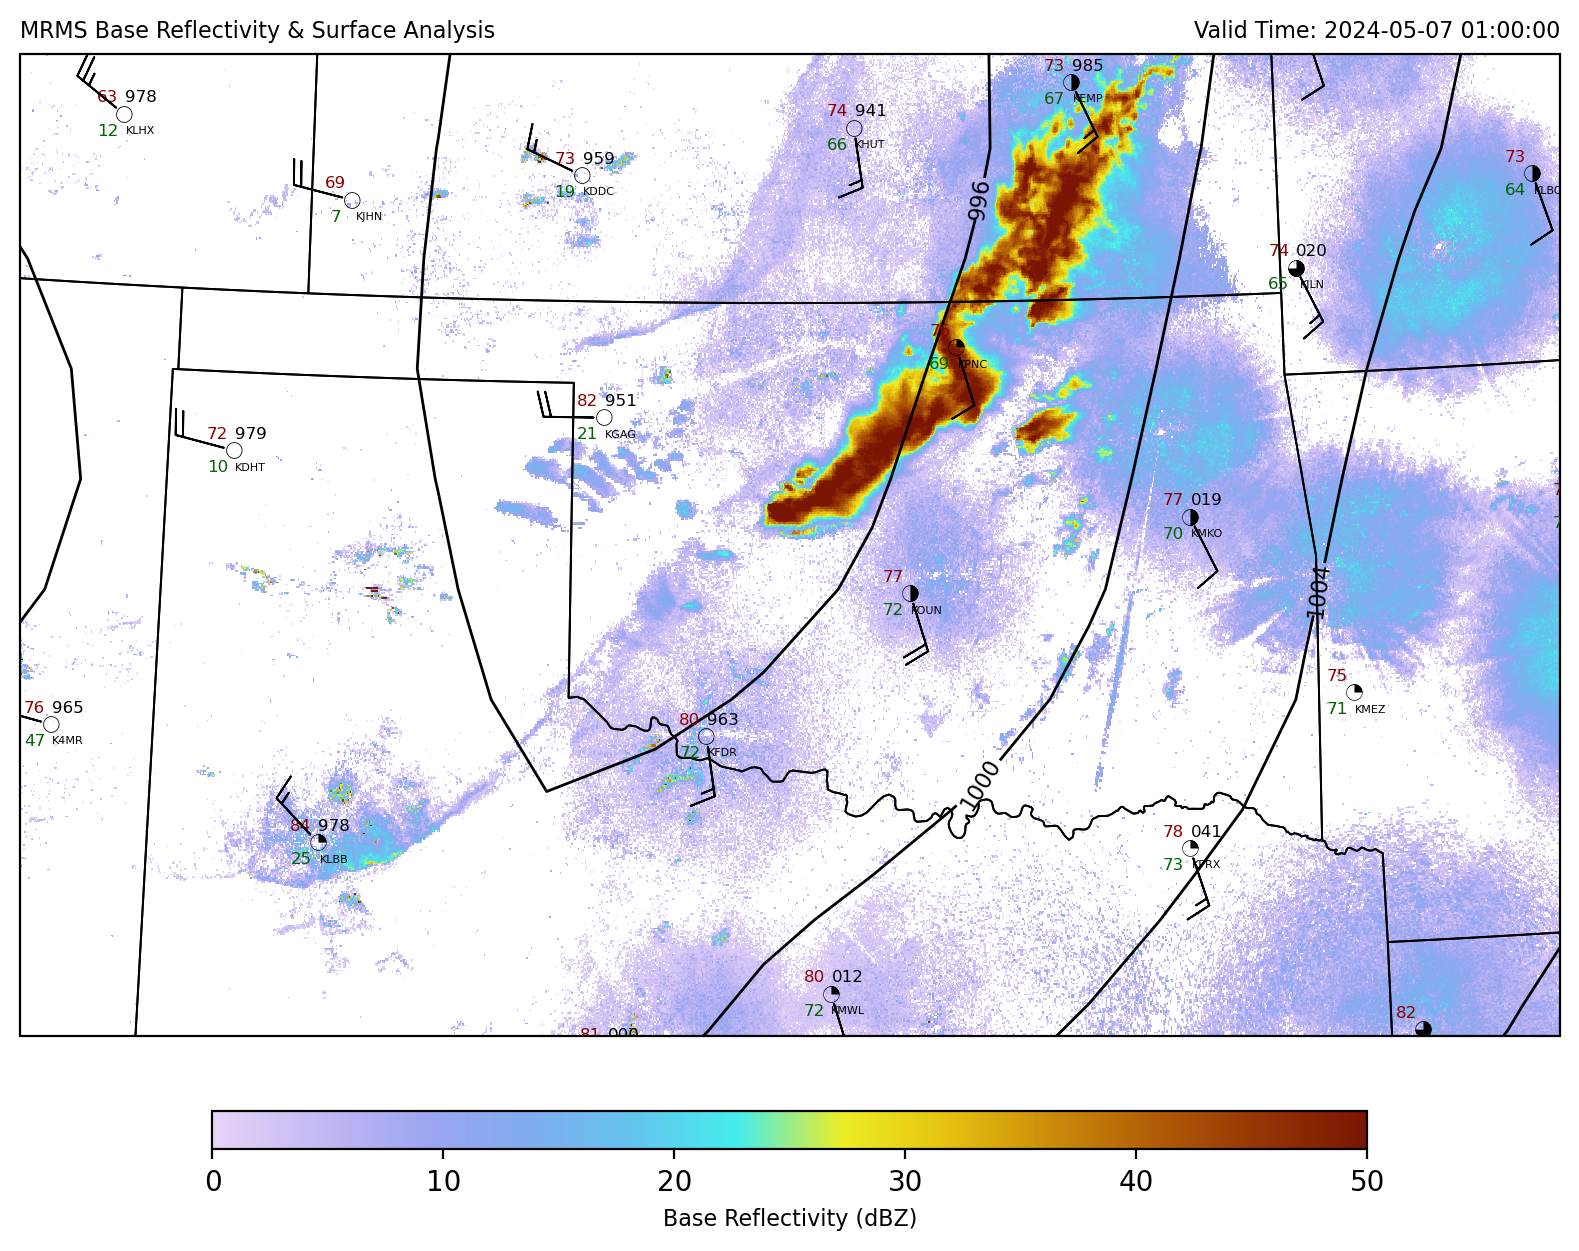 MRMS Base Reflectivity & Surface Analysis
Valid Time: 2024-05-07 01:00:00
73 985
67 KEMP
63 978
12 KLHX
74 941
66 KHUT
73 959
19 KDDC
73
64
69
7 KJHN
996
74 020
65 KJLN
69 KPNC
82 951
21 KGAG
72 979
10 KDHT
77 019
70 KMKO
77
72 KOUN
1004
75
71 KMEZ
76 965
47 K4MR
80 963
72 KFDR
1000
84 978
25 KLBB
78 041
73 KPRX
80 012
72 KMWL
82
81 000
0 10 20 30 40 50
Base Reflectivity (dBZ)